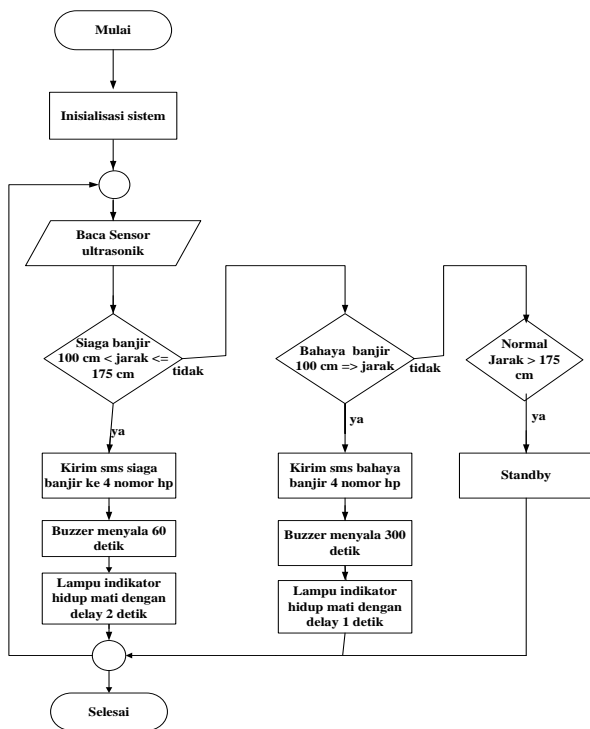 Mulai
Inisialisasi sistem
Baca Sensor
ultrasonik
Siaga banjir
100 cm < jarak <=
175 cm
tidak
ya
Bahaya banjir
100 cm => jarak
tidak
ya
Normal
Jarak > 175
cm
ya
Kirim sms siaga
banjir ke 4 nomor hp
Kirim sms bahaya
banjir 4 nomor hp
Standby
Buzzer menyala 60
detik
Buzzer menyala 300
detik
Lampu indikator
hidup mati dengan
delay 2 detik
Lampu indikator
hidup mati dengan
delay 1 detik
Selesai